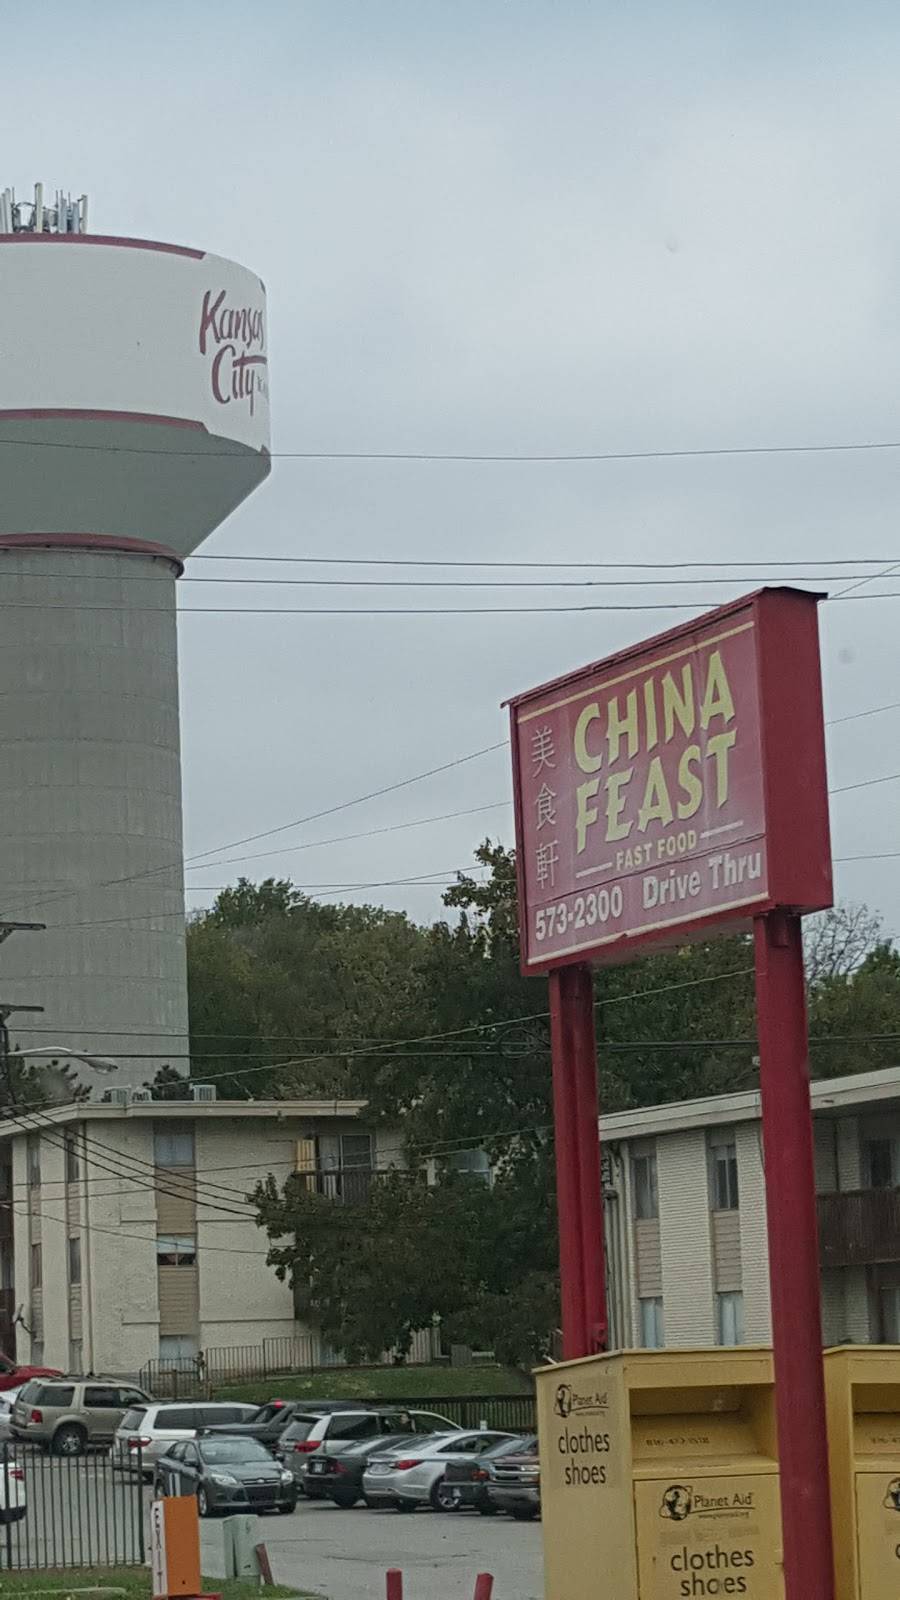 Kansas
City
美食軒
CHINA
FEAST
FAST FOOD
573-2300 Drive Thru
Planet Aid
clothes
shoes
Planet Aid
clothes
shoes
EXIT